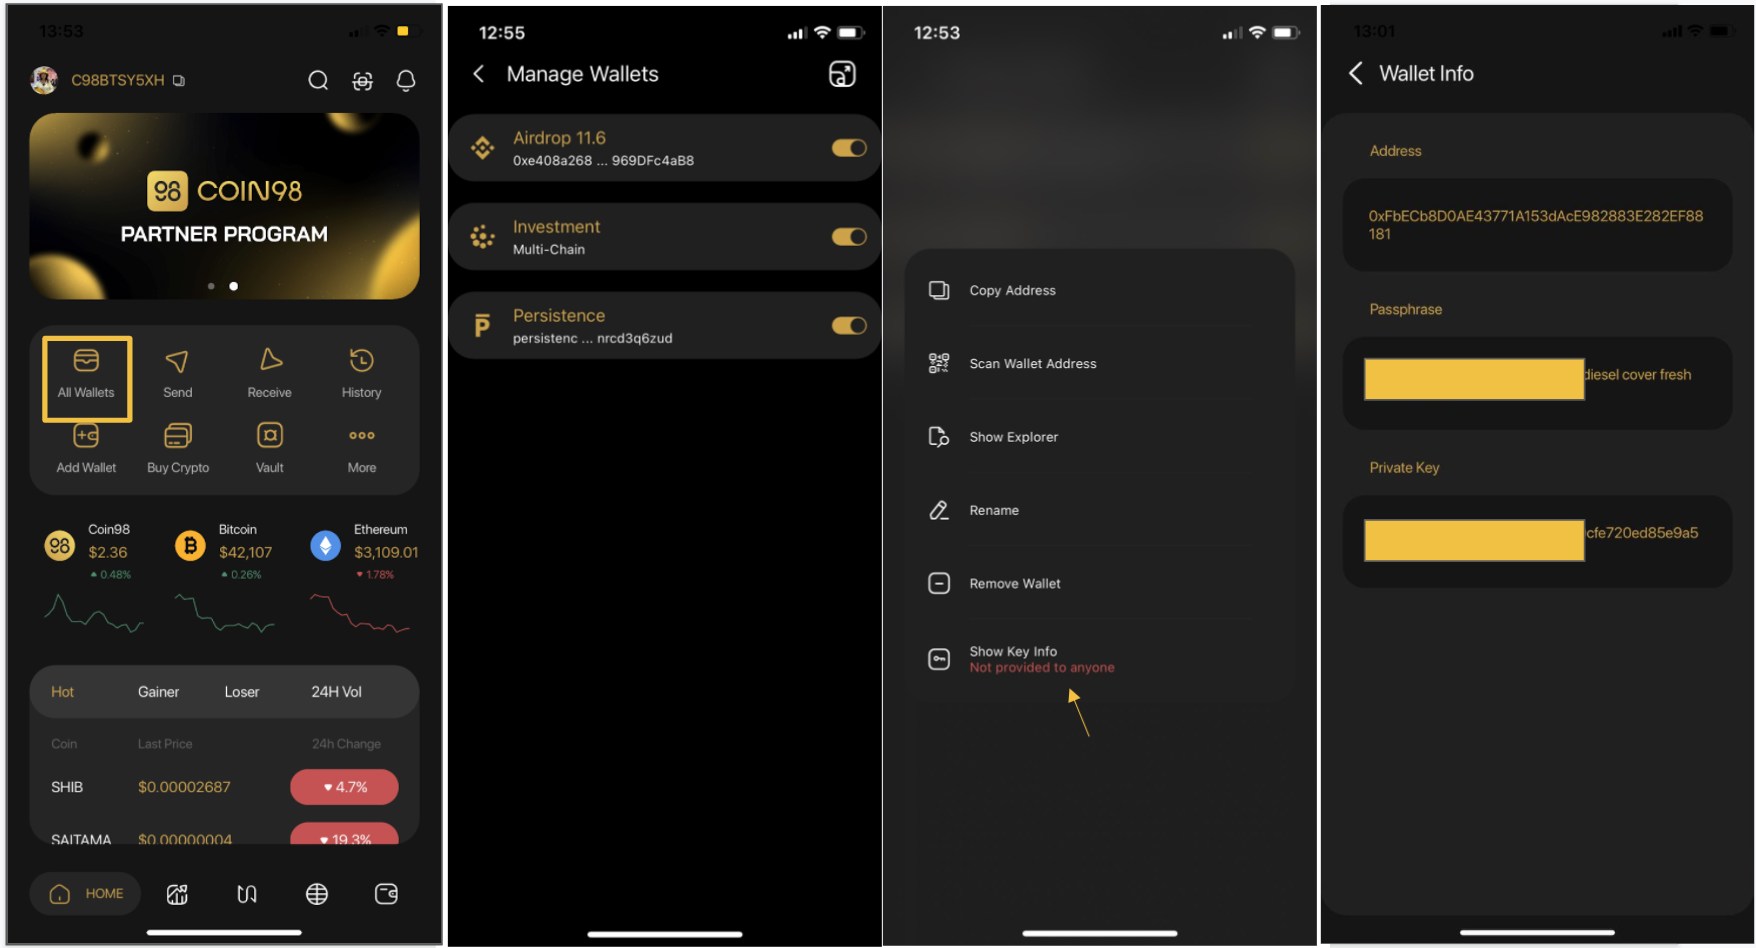 13:53
C98BTSY5XH
98 COIN98
PARTNER PROGRAM
All Wallets
Send
Receive
History
Add Wallet
Buy Crypto
Vault
More
Coin98
$2.36
0.48%
Bitcoin
$42,107
0.26%
Ethereum
$3,109.01
1.78%
Hot Gainer Loser 24H Vol
Coin Last Price 24h Change
SHIB $0.00002687 4.7%
SAITAMA $0.00000004 19.3%
HOME
12:55
Manage Wallets
Airdrop 11.6
0xe408a268 ... 969DFc4aB8
Investment
Multi-Chain
Persistence
persistenc ... nrcd3q6zud
12:53
Copy Address
Scan Wallet Address
Show Explorer
Rename
Remove Wallet
Show Key Info
Not provided to anyone
13:01
Wallet Info
Address
0xFbECb8D0AE43771A153dAcE982883E282EF88
181
Passphrase
diesel cover fresh
Private Key
cfe720ed85e9a5